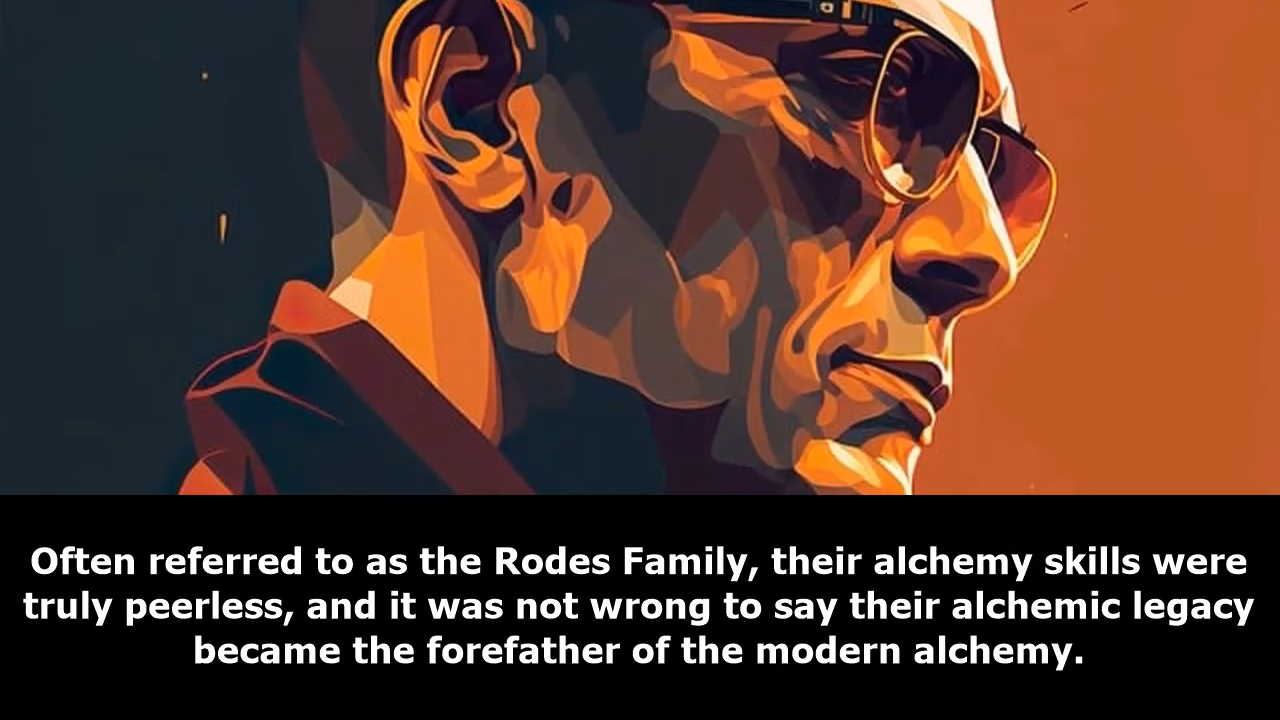 Often referred to as the Rodes Family, their alchemy skills were
truly peerless, and it was not wrong to say their alchemic legacy
became the forefather of the modern alchemy.